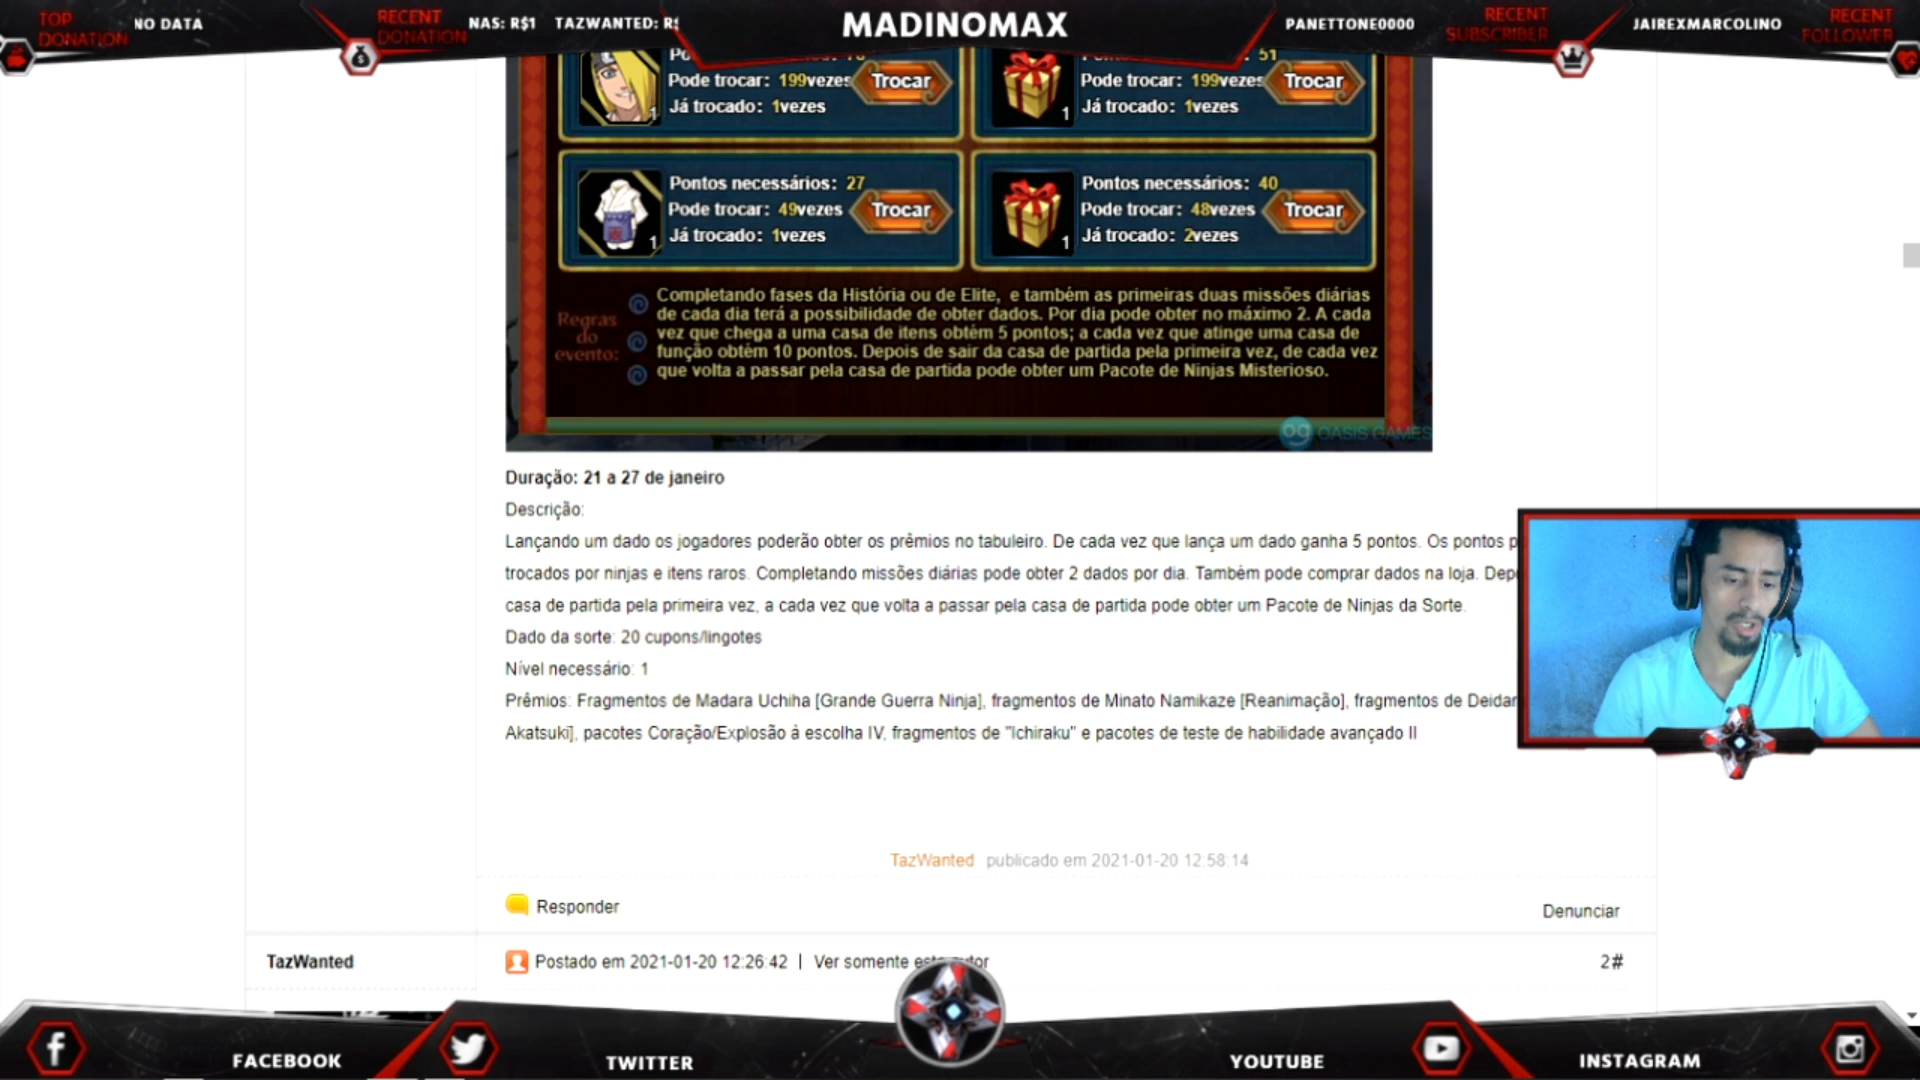 TOP
DONATION
NO DATA
RECENT
DONATION
NAS: R$1
TAZWANTED: R$
MADINOMAX
PANETTONE0000
RECENT
SUBSCRIBER
JAIREXMARCOLINO
RECENT
FOLLOWER
Pode trocar: 199vezes
Trocar
Já trocado: 1vezes
1
51
Pode trocar: 199vezes
Trocar
Já trocado: 1vezes
1
Pontos necessários: 27
Pode trocar: 49vezes
Trocar
Já trocado: 1vezes
1
Pontos necessários: 40
Pode trocar: 48vezes
Trocar
Já trocado: 2vezes
1
Regras
do
evento:
Completando fases da História ou de Elite, e também as primeiras duas missões diárias
de cada dia terá a possibilidade de obter dados. Por dia pode obter no máximo 2. A cada
vez que chega a uma casa de itens obtém 5 pontos; a cada vez que atinge uma casa de
função obtém 10 pontos. Depois de sair da casa de partida pela primeira vez, de cada vez
que volta a passar pela casa de partida pode obter um Pacote de Ninjas Misterioso.
og OASIS GAMES
Duração: 21 a 27 de janeiro
Descrição:
Lançando um dado os jogadores poderão obter os prêmios no tabuleiro. De cada vez que lança um dado ganha 5 pontos. Os pontos p
trocados por ninjas e itens raros. Completando missões diárias pode obter 2 dados por dia. Também pode comprar dados na loja. Dep
casa de partida pela primeira vez, a cada vez que volta a passar pela casa de partida pode obter um Pacote de Ninjas da Sorte.
Dado da sorte: 20 cupons/lingotes
Nível necessário: 1
Prêmios: Fragmentos de Madara Uchiha [Grande Guerra Ninja], fragmentos de Minato Namikaze [Reanimação], fragmentos de Deidar
Akatsuki], pacotes Coração/Explosão à escolha IV, fragmentos de "Ichiraku" e pacotes de teste de habilidade avançado II
TazWanted publicado em 2021-01-20 12:58:14
Responder
Denunciar
TazWanted
Postado em 2021-01-20 12:26:42 | Ver somente este autor
2#
FACEBOOK
TWITTER
YOUTUBE
INSTAGRAM